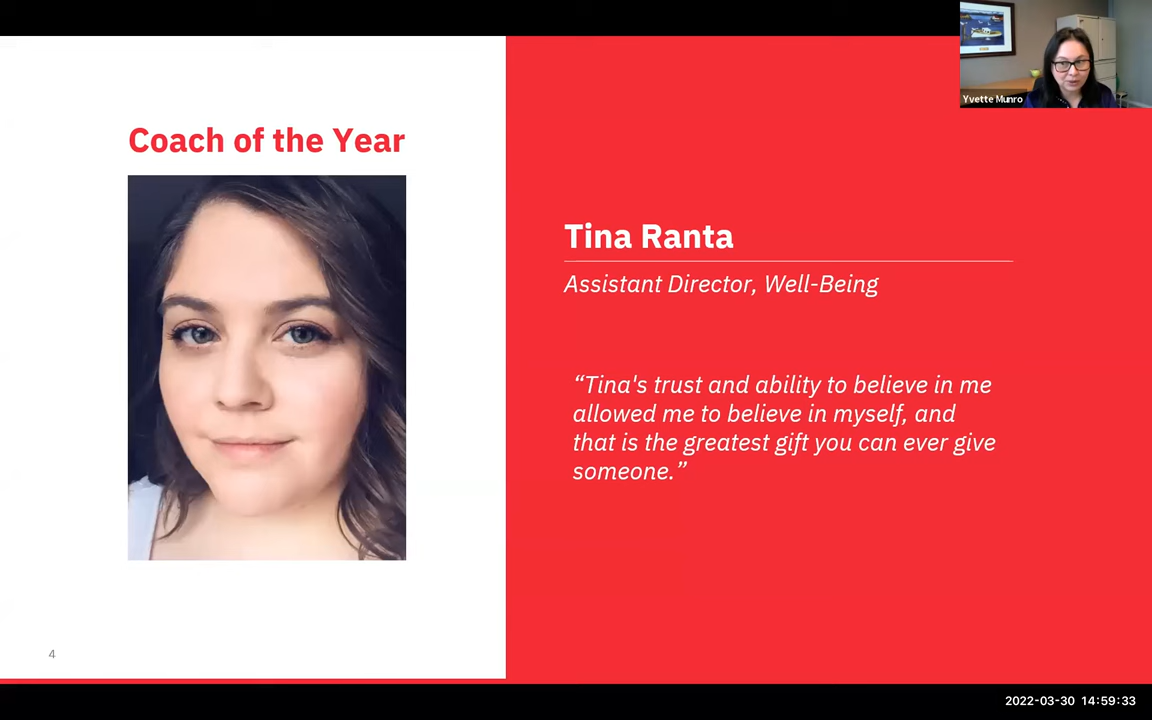 Yvette Munro
Coach of the Year
Tina Ranta
Assistant Director, Well-Being
“Tina's trust and ability to believe in me
allowed me to believe in myself, and
that is the greatest gift you can ever give
someone.”
4
2022-03-30 14:59:33